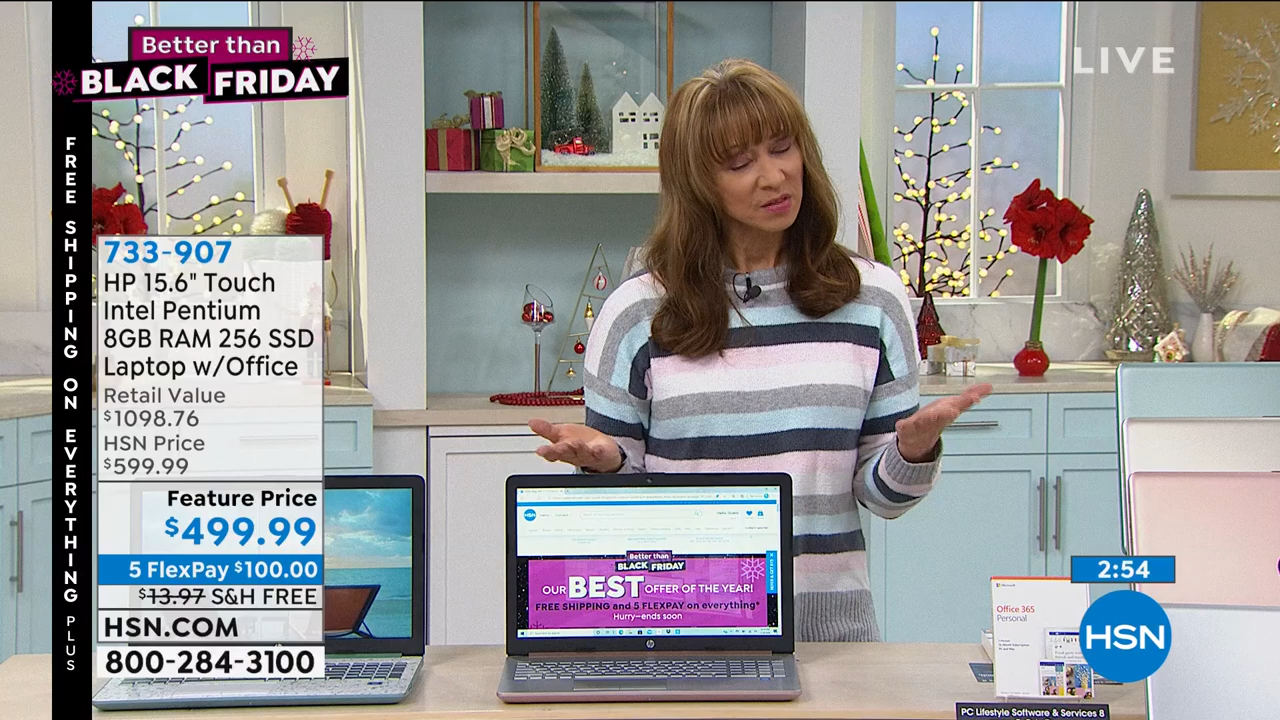 Better than
BLACK FRIDAY
LIVE
FREE SHIPPING ON EVERYTHING PLUS
733-907
HP 15.6" Touch
Intel Pentium
8GB RAM 256 SSD
Laptop w/Office
Retail Value
$1098.76
HSN Price
$599.99
Feature Price
$499.99
5 FlexPay $100.00
$13.97 S&H FREE
HSN.COM
800-284-3100
HSN
Better than
BLACK FRIDAY
OUR BEST OFFER OF THE YEAR!
FREE SHIPPING and 5 FLEXPAY on everything*
Hurry-ends soon
hp
2:54
HSN
Microsoft
Office 365
Personal
PC Lifestyle Software & Services 8